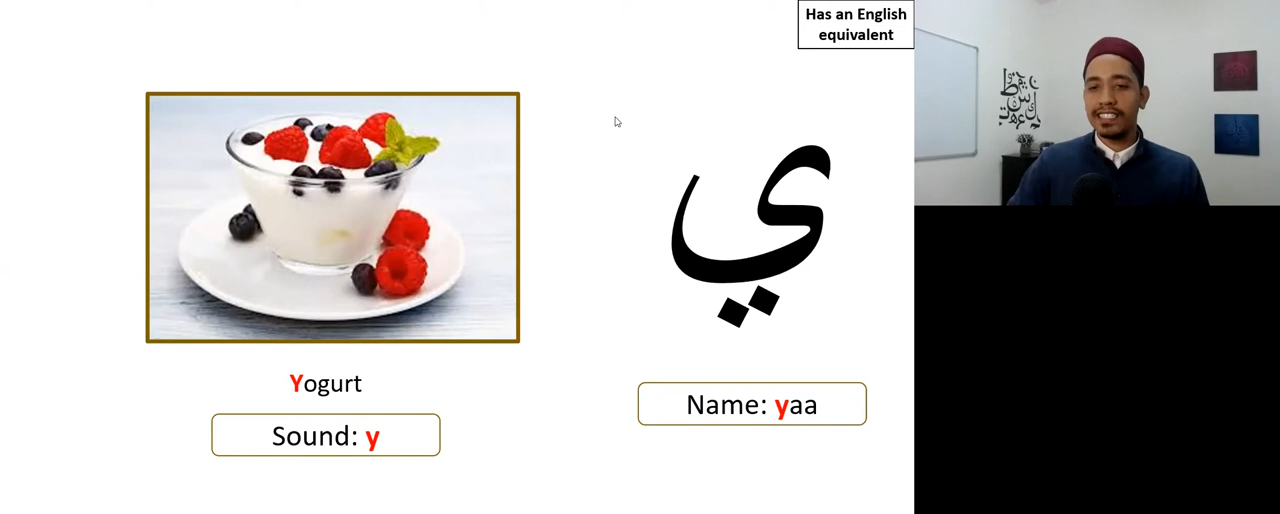 Has an English
equivalent
ي
Yogurt
Sound: y
Name: yaa